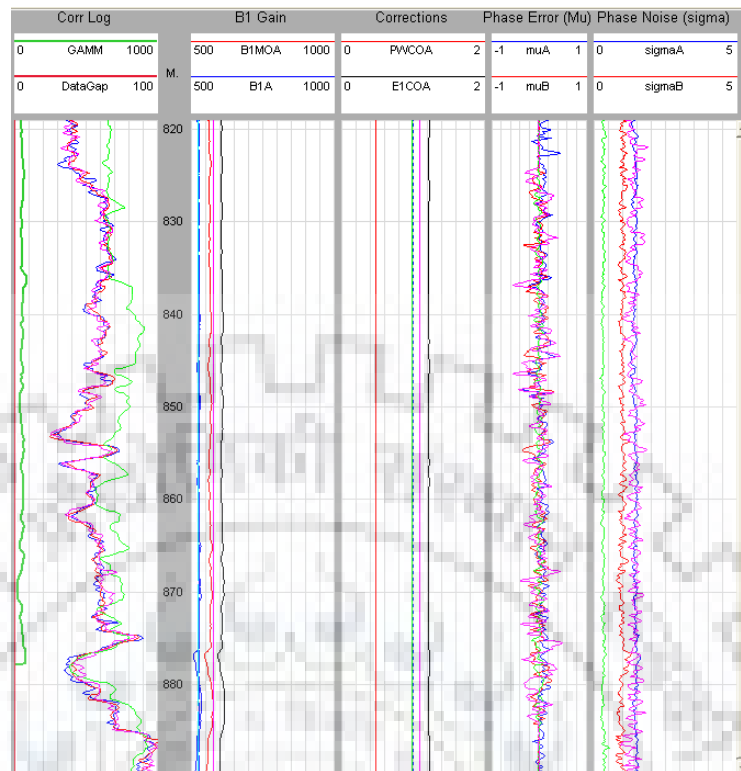 Corr Log B1 Gain Corrections Phase Error (Mu) Phase Noise (sigma)
0 GAMM 1000 500 B1MOA 1000 0 PWCOA 2 -1 muA 1 0 sigmaA 5
M.
0 DataGap 100 500 B1A 1000 0 E1COA 2 -1 muB 1 0 sigmaB 5
820
830
840
850
860
870
880